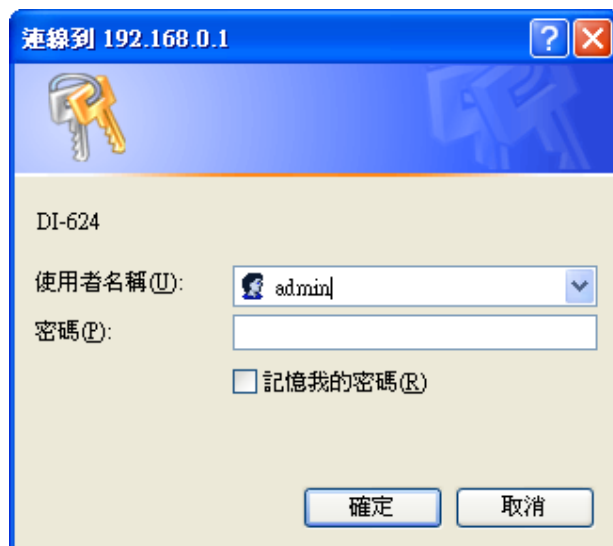 連線到 192.168.0.1
DI-624
使用者名稱(U):
admin
密碼(P):
記憶我的密碼(R)
確定
取消